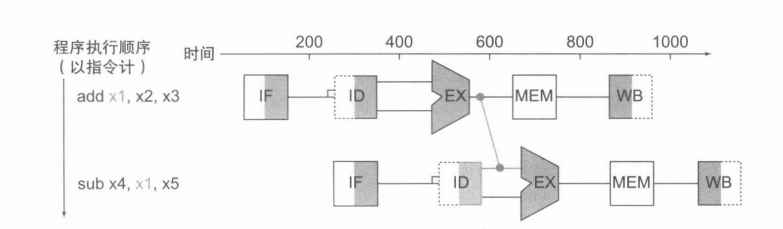 程序执行顺序
（以指令计）
时间
200 400 600 800 1000
add x1, x2, x3
IF ID EX MEM WB
sub x4, x1, x5
IF ID EX MEM WB